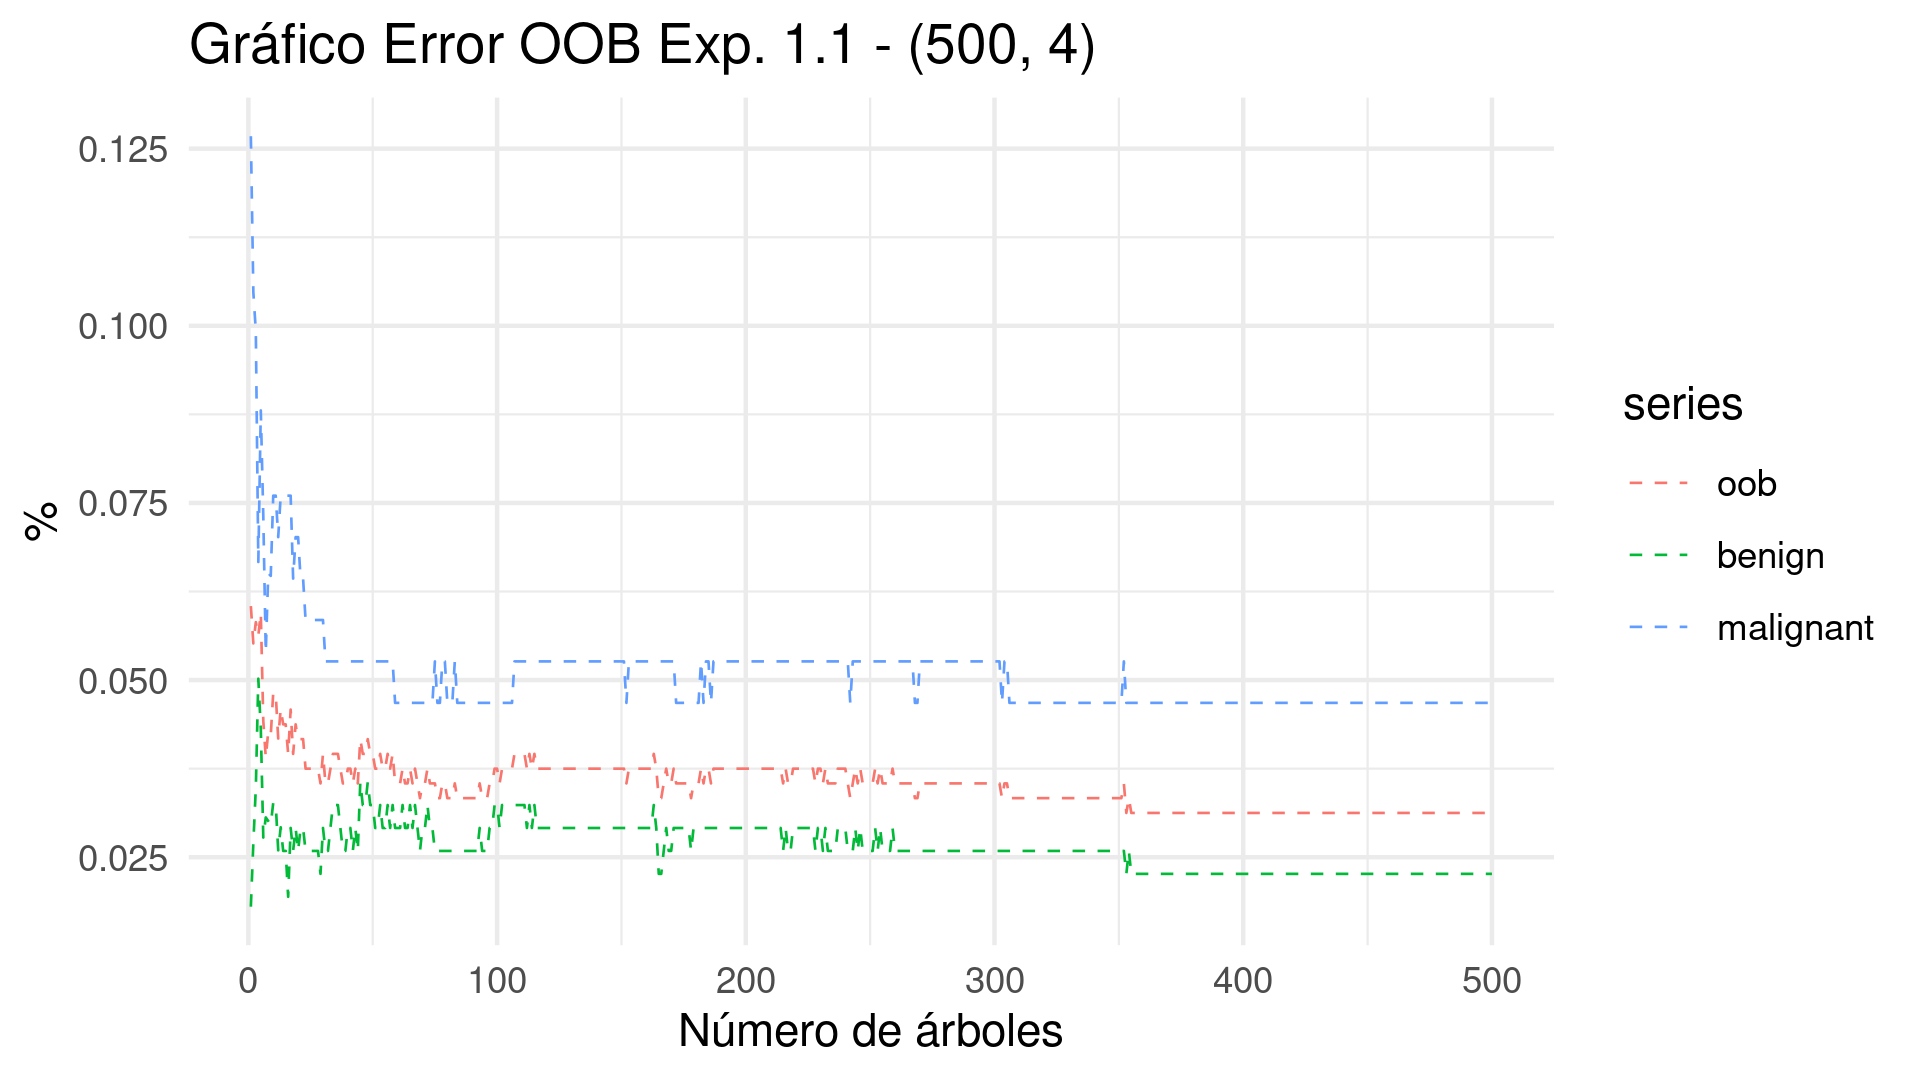 Gráfico Error OOB Exp. 1.1 - (500, 4)
%
0.125
0.100
0.075
0.050
0.025
0 100 200 300 400 500
Número de árboles
series
oob
benign
malignant